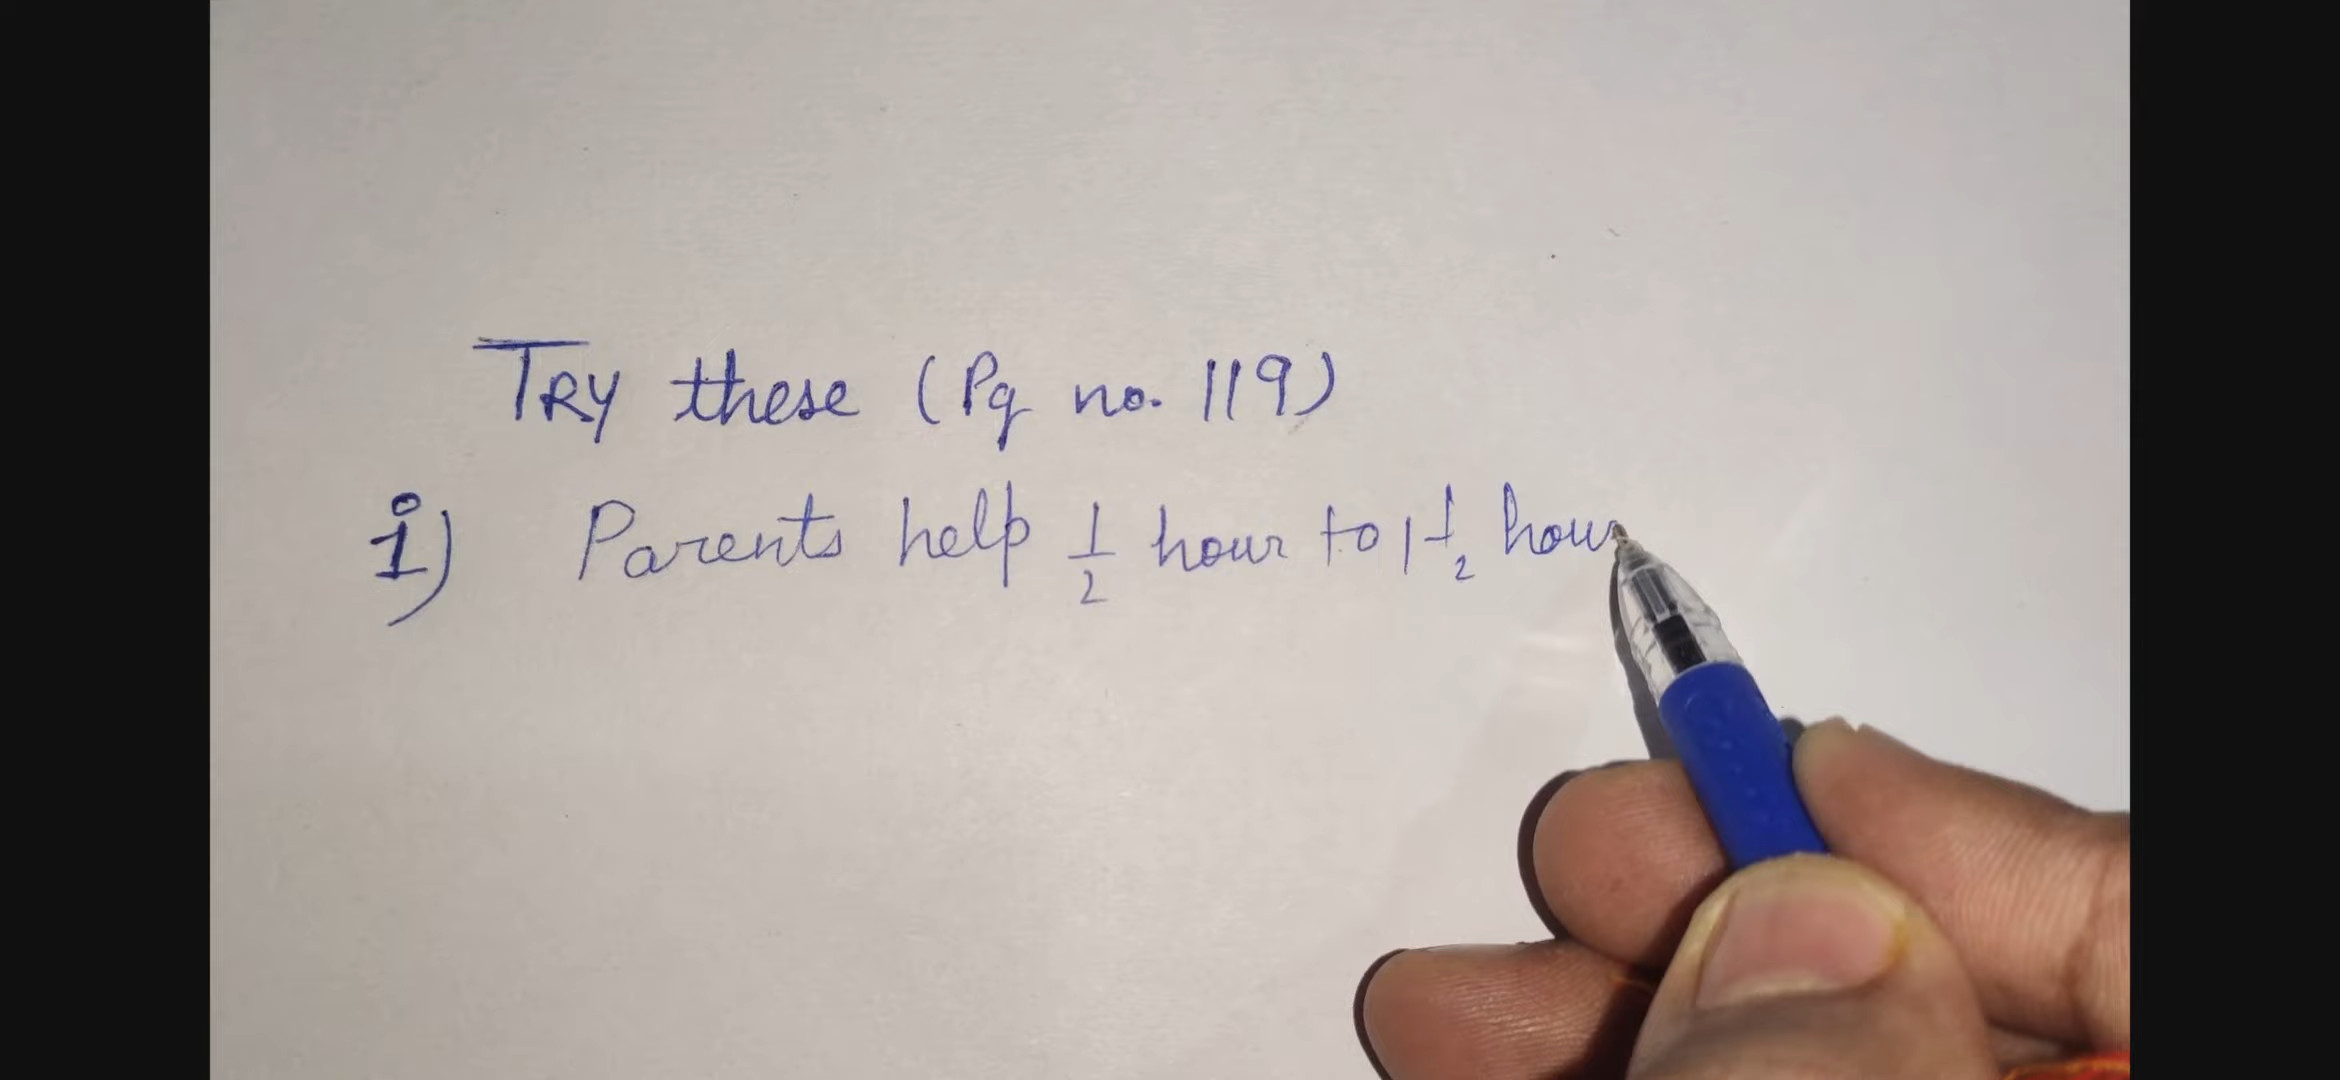 TRY these (Pg no. 119)
i) Parents help 1/2 hour to 1 1/2 hour